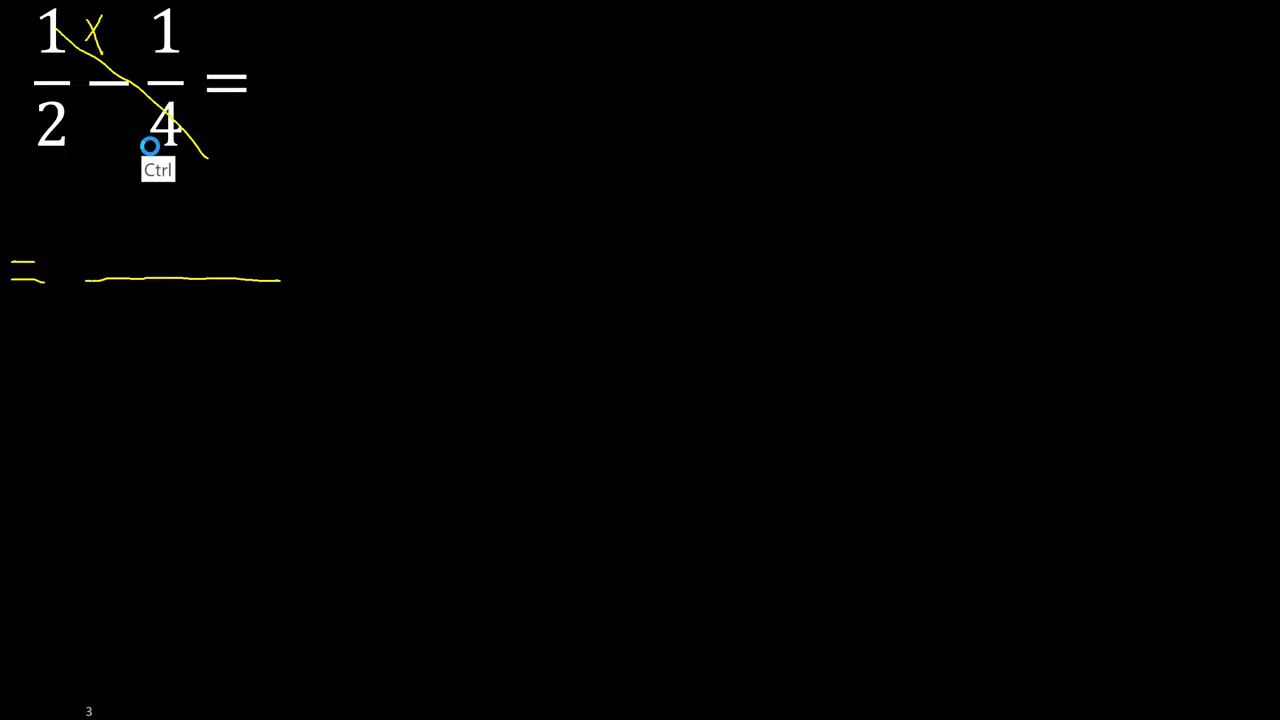 1 x 1
— — — =
2 4
Ctrl
=
3